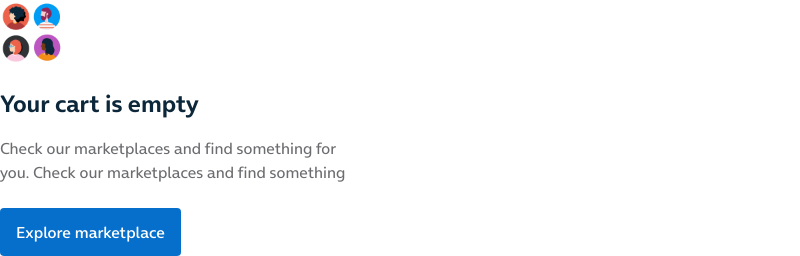 Your cart is empty
Check our marketplaces and find something for
you. Check our marketplaces and find something
Explore marketplace